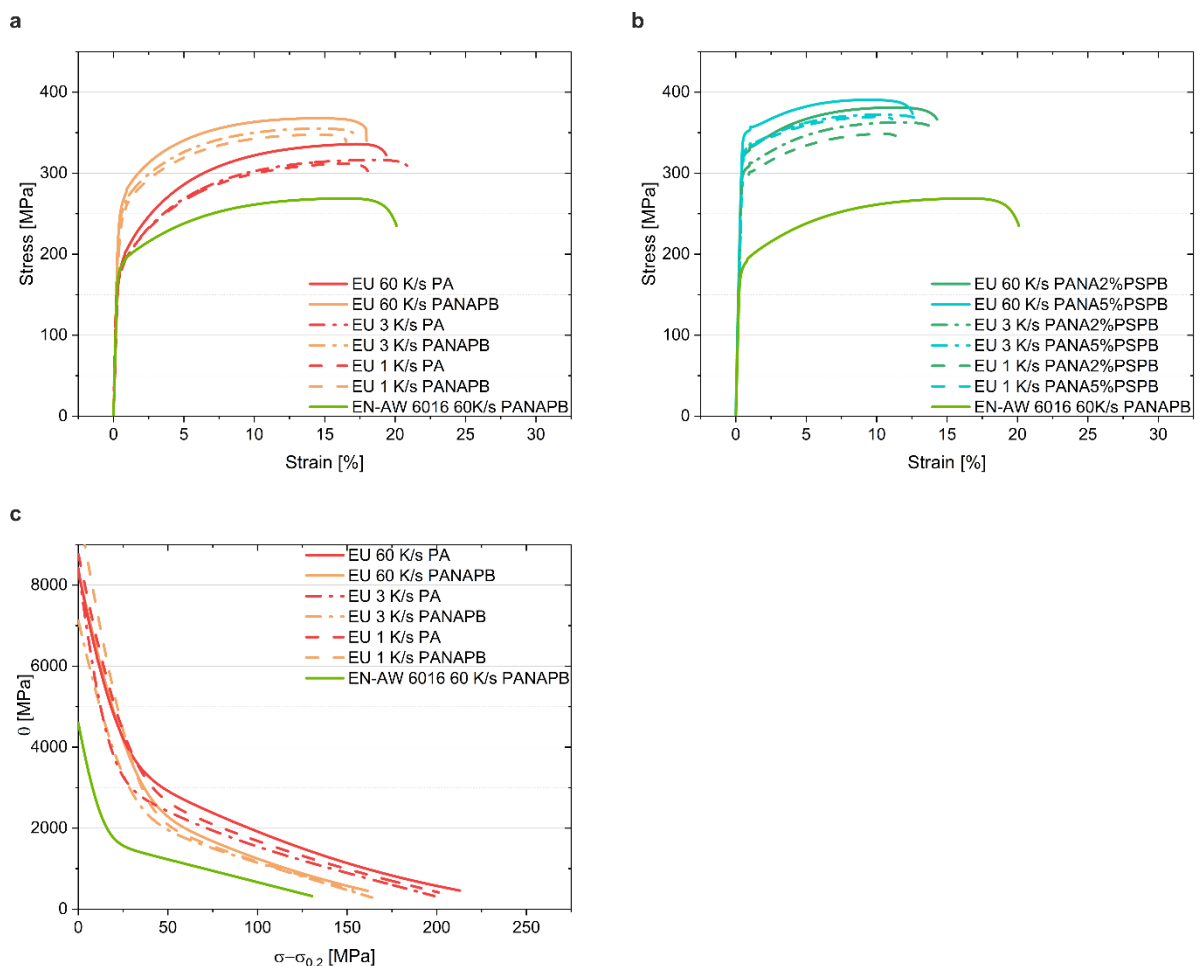 a
400
300
200
100
0
Stress [MPa]
0 5 10 15 20 25 30
Strain [%]
EU 60 K/s PA
EU 60 K/s PANAPB
EU 3 K/s PA
EU 3 K/s PANAPB
EU 1 K/s PA
EU 1 K/s PANAPB
EN-AW 6016 60K/s PANAPB
b
400
300
200
100
0
Stress [MPa]
0 5 10 15 20 25 30
Strain [%]
EU 60 K/s PANA2%PSPB
EU 60 K/s PANA5%PSPB
EU 3 K/s PANA2%PSPB
EU 3 K/s PANA5%PSPB
EU 1 K/s PANA2%PSPB
EU 1 K/s PANA5%PSPB
EN-AW 6016 60K/s PANAPB
c
8000
6000
4000
2000
0
θ [MPa]
0 50 100 150 200 250
σ−σ0.2 [MPa]
EU 60 K/s PA
EU 60 K/s PANAPB
EU 3 K/s PA
EU 3 K/s PANAPB
EU 1 K/s PA
EU 1 K/s PANAPB
EN-AW 6016 60 K/s PANAPB